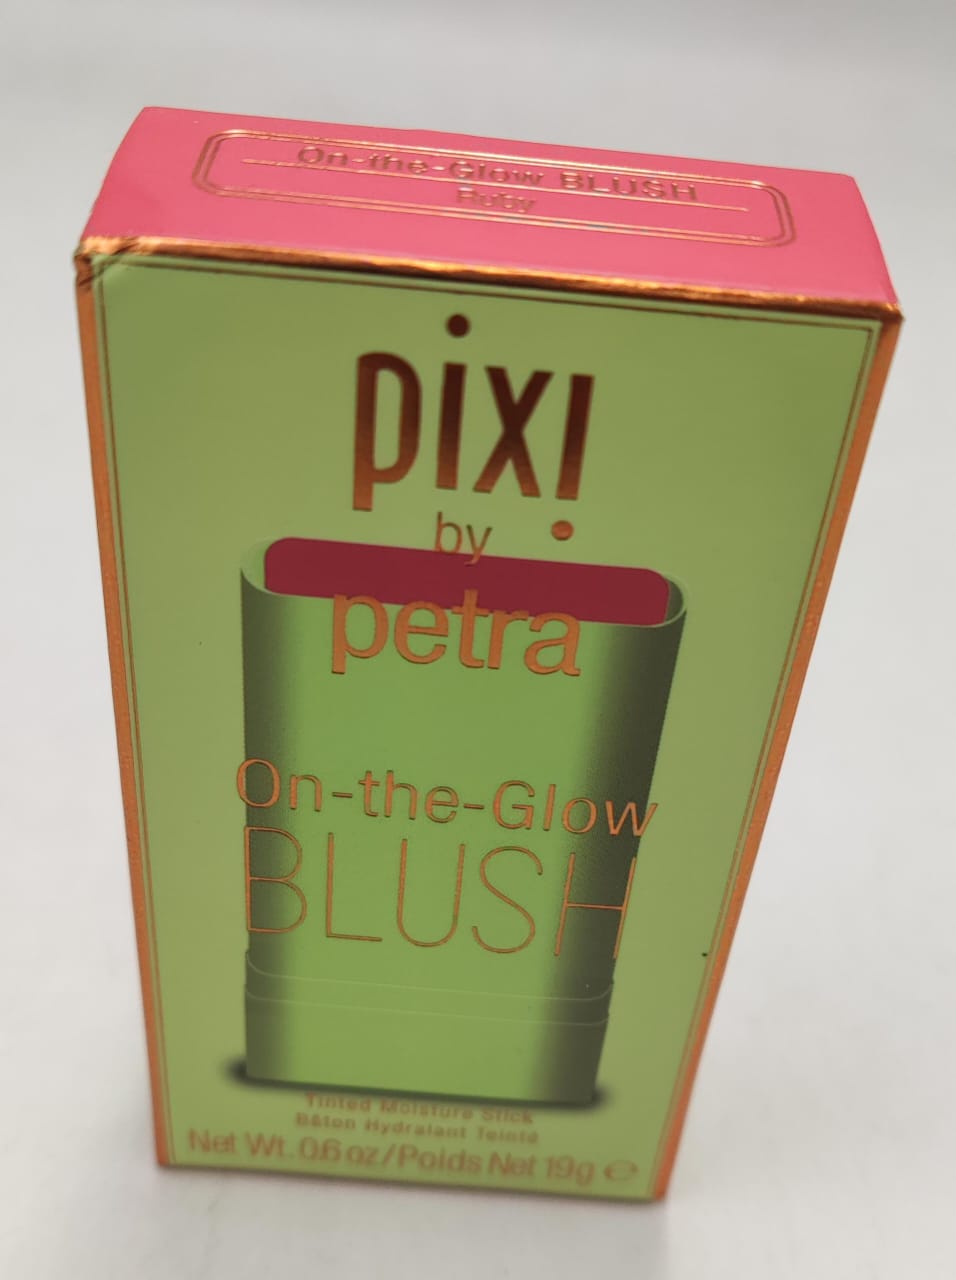 On-the-Glow BLUSH
Ruby
pixi
by
petra
On-the-Glow
BLUSH
Tinted Moisture Stick
Bâton Hydratant Teinté
Net Wt. 0.6 oz/Poids Net 19g ℮